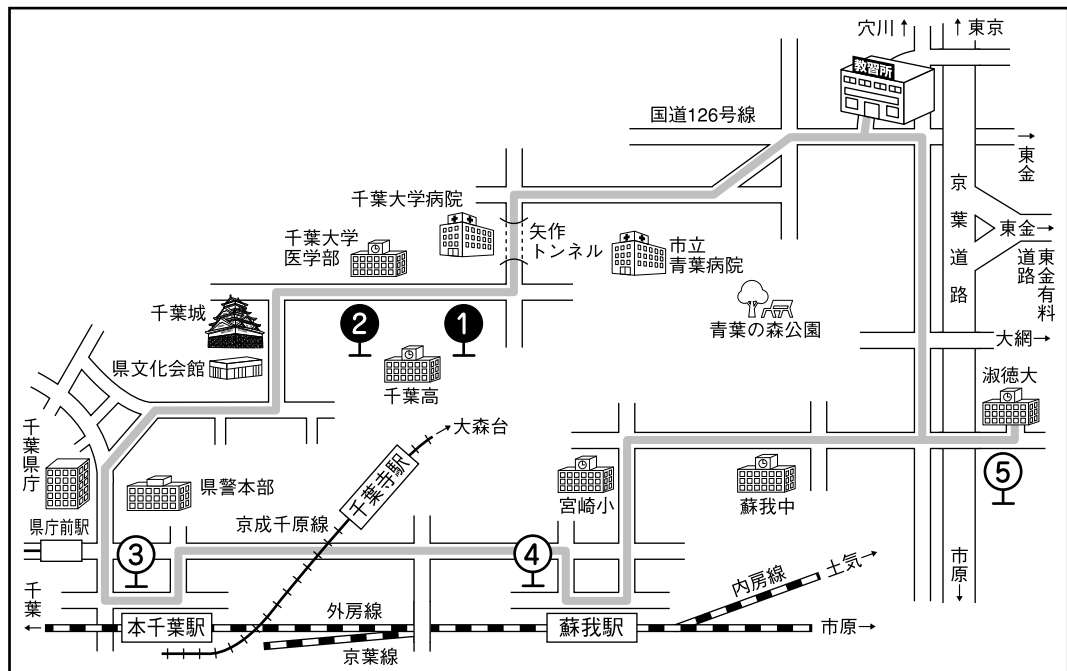 穴川↑
↑東京
教習所
国道126号線
→
東金
京葉道路
千葉大学病院
矢作
トンネル
千葉大学
医学部
市立
青葉病院
東金→
東金有料
道路
千葉城
2
1
青葉の森公園
大網→
県文化会館
千葉高
淑徳大
→大森台
千葉県庁
千葉寺駅
県警本部
宮崎小
蘇我中
5
県庁前駅
京成千原線
3
4
市原
↓
土気→
内房線
千葉
←
外房線
本千葉駅
蘇我駅
市原→
京葉線